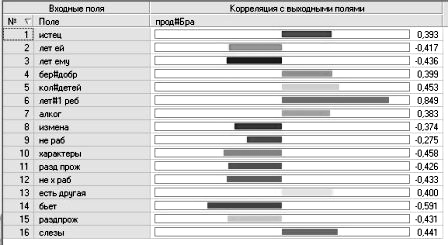 Входные поля Корреляция с выходными полями
№ Поле прод#Бра
1 истец 0,393
2 лет ей -0,417
3 лет ему -0,436
4 бер#добр 0,399
5 кол#детей 0,453
6 лет#1 реб 0,849
7 алког 0,383
8 измена -0,374
9 не раб -0,275
10 характеры -0,458
11 разд прож -0,426
12 не х раб -0,433
13 есть другая 0,400
14 бьет -0,591
15 раздпрож -0,431
16 слезы 0,441